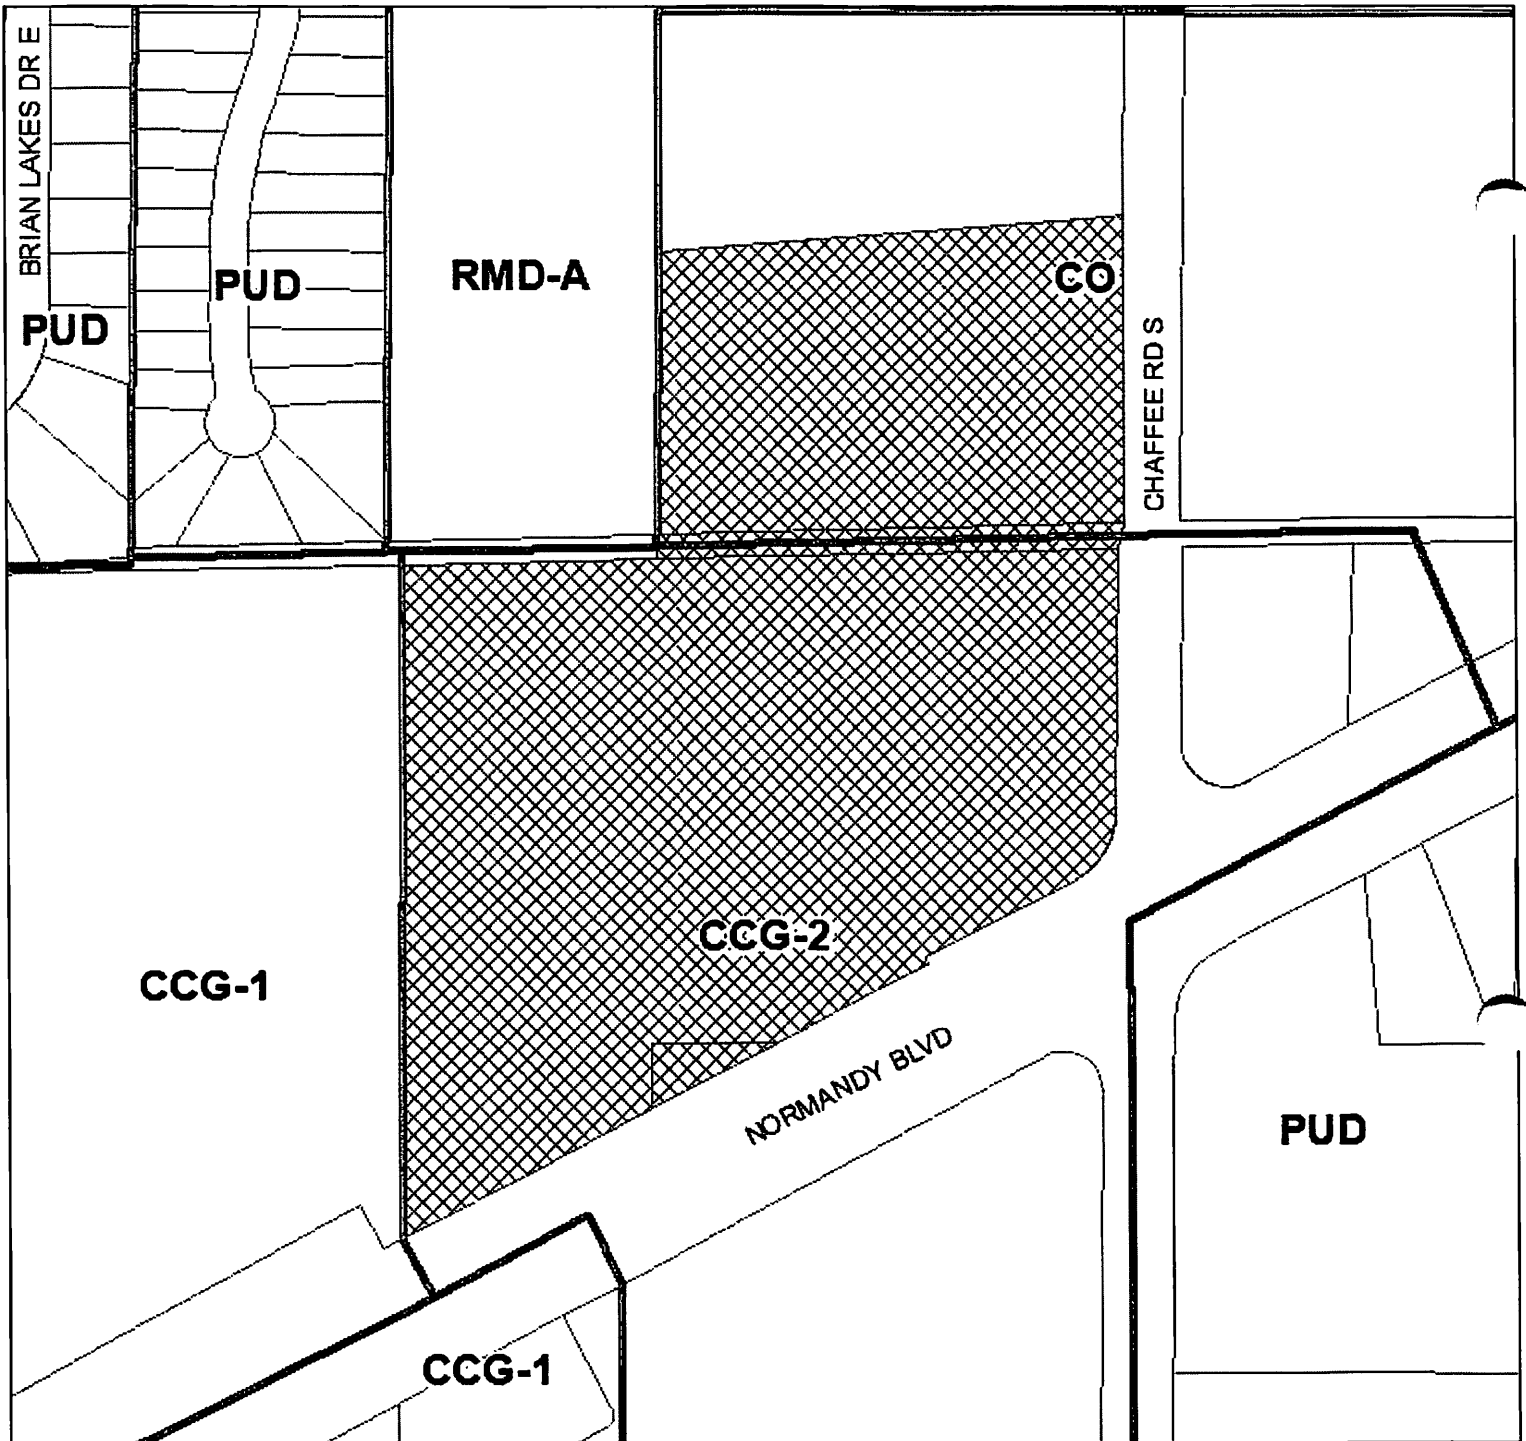 BRIAN LAKES DR E
PUD
PUD
RMD-A
CO
CHAFFEE RD S
CCG-1
CCG-2
NORMANDY BLVD
PUD
CCG-1